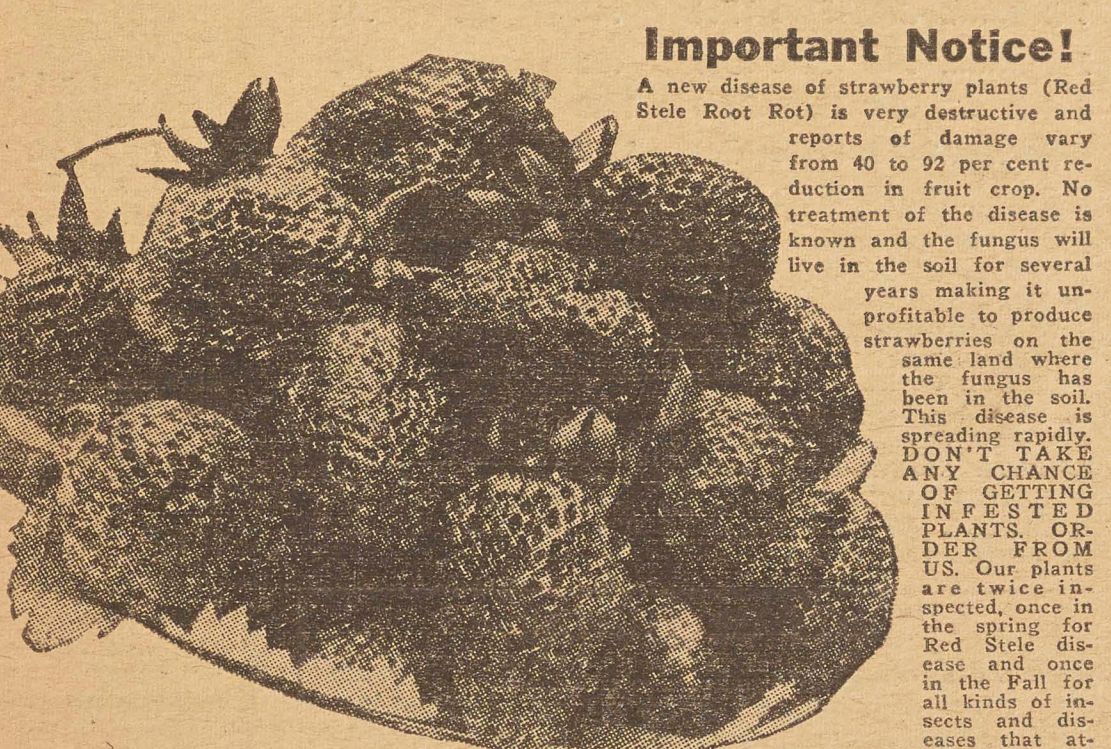 Important Notice!
A new disease of strawberry plants (Red
Stele Root Rot) is very destructive and
reports of damage vary
from 40 to 92 per cent re-
duction in fruit crop. No
treatment of the disease is
known and the fungus will
live in the soil for several
years making it un-
profitable to produce
strawberries on the
same land where
the fungus has
been in the soil.
This disease is
spreading rapidly.
DON'T TAKE
ANY CHANCE
OF GETTING
INFESTED
PLANTS. OR-
DER FROM
US. Our plants
are twice in-
spected, once in
the spring for
Red Stele dis-
ease and once
in the Fall for
all kinds of in-
sects and dis-
eases that at-